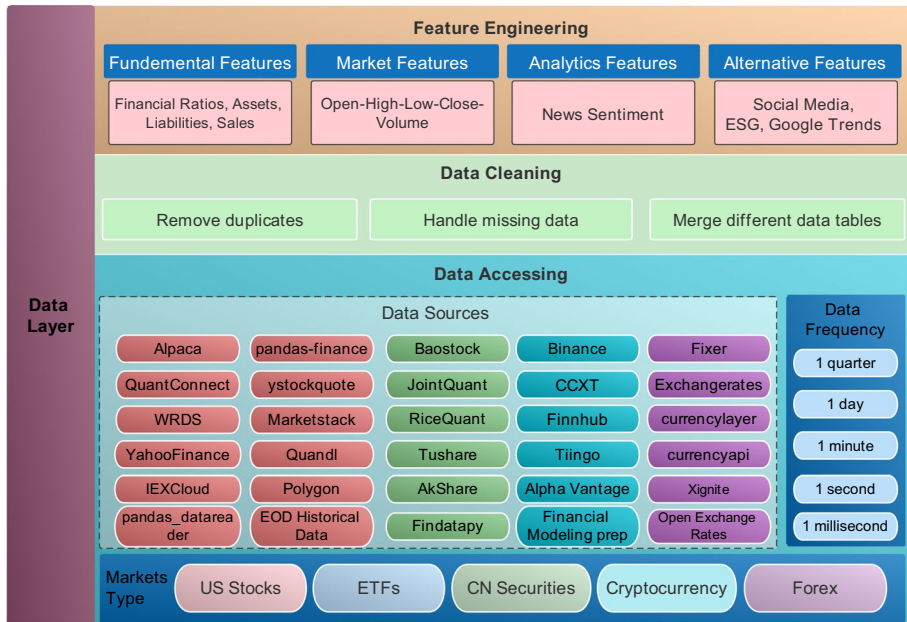 Data
Layer
Feature Engineering
Fundemental Features
Market Features
Analytics Features
Alternative Features
Financial Ratios, Assets,
Liabilities, Sales
Open-High-Low-Close-
Volume
News Sentiment
Social Media,
ESG, Google Trends
Data Cleaning
Remove duplicates
Handle missing data
Merge different data tables
Data Accessing
Data Sources
Alpaca
pandas-finance
Baostock
Binance
Fixer
QuantConnect
ystockquote
JointQuant
CCXT
Exchangerates
WRDS
Marketstack
RiceQuant
Finnhub
currencylayer
YahooFinance
Quandl
Tushare
Tiingo
currencyapi
IEXCloud
Polygon
AkShare
Alpha Vantage
Xignite
pandas_datarea
der
EOD Historical
Data
Findatapy
Financial
Modeling prep
Open Exchange
Rates
Data
Frequency
1 quarter
1 day
1 minute
1 second
1 millisecond
Markets
Type
US Stocks
ETFs
CN Securities
Cryptocurrency
Forex